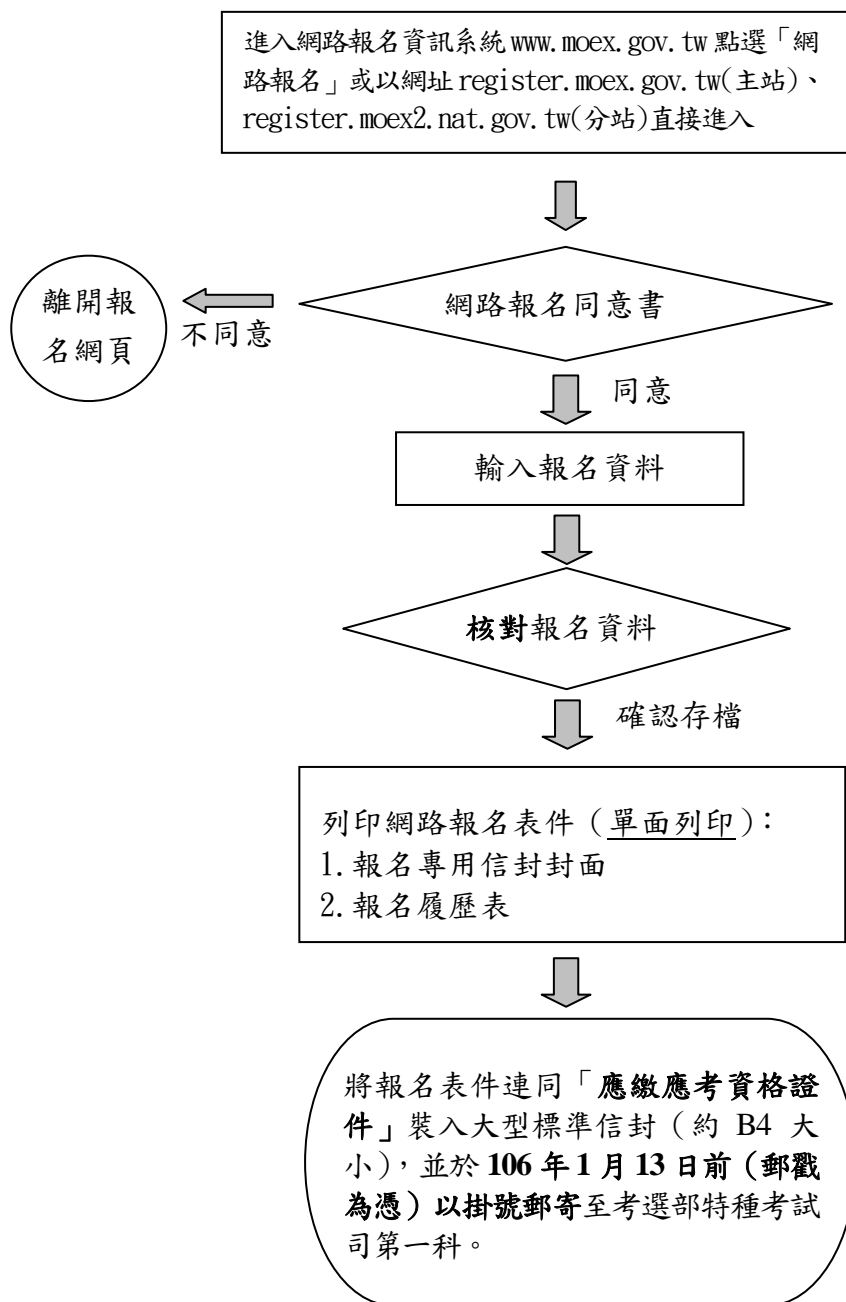 進入網路報名資訊系統 www.moex.gov.tw 點選「網
路報名」或以網址 register.moex.gov.tw(主站)、
register.moex2.nat.gov.tw(分站)直接進入
網路報名同意書
離開報
名網頁
不同意
同意
輸入報名資料
核對報名資料
確認存檔
列印網路報名表件（單面列印）：
1.報名專用信封封面
2.報名履歷表
將報名表件連同「應繳應考資格證
件」裝入大型標準信封（約 B4 大
小），並於 106 年 1 月 13 日前（郵戳
為憑）以掛號郵寄至考選部特種考試
司第一科。